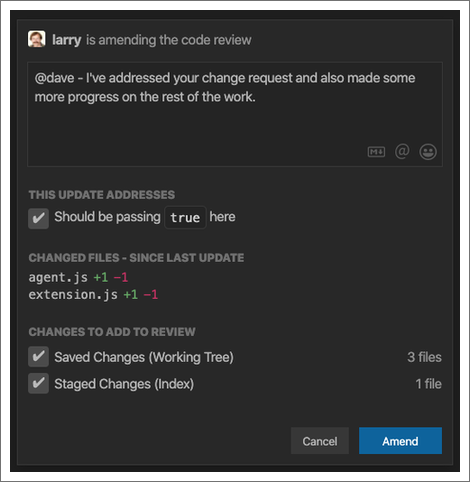 larry is amending the code review
@dave - I've addressed your change request and also made some
more progress on the rest of the work.
THIS UPDATE ADDRESSES
Should be passing true here
CHANGED FILES - SINCE LAST UPDATE
agent.js +1 -1
extension.js +1 -1
CHANGES TO ADD TO REVIEW
Saved Changes (Working Tree) 3 files
Staged Changes (Index) 1 file
Cancel Amend